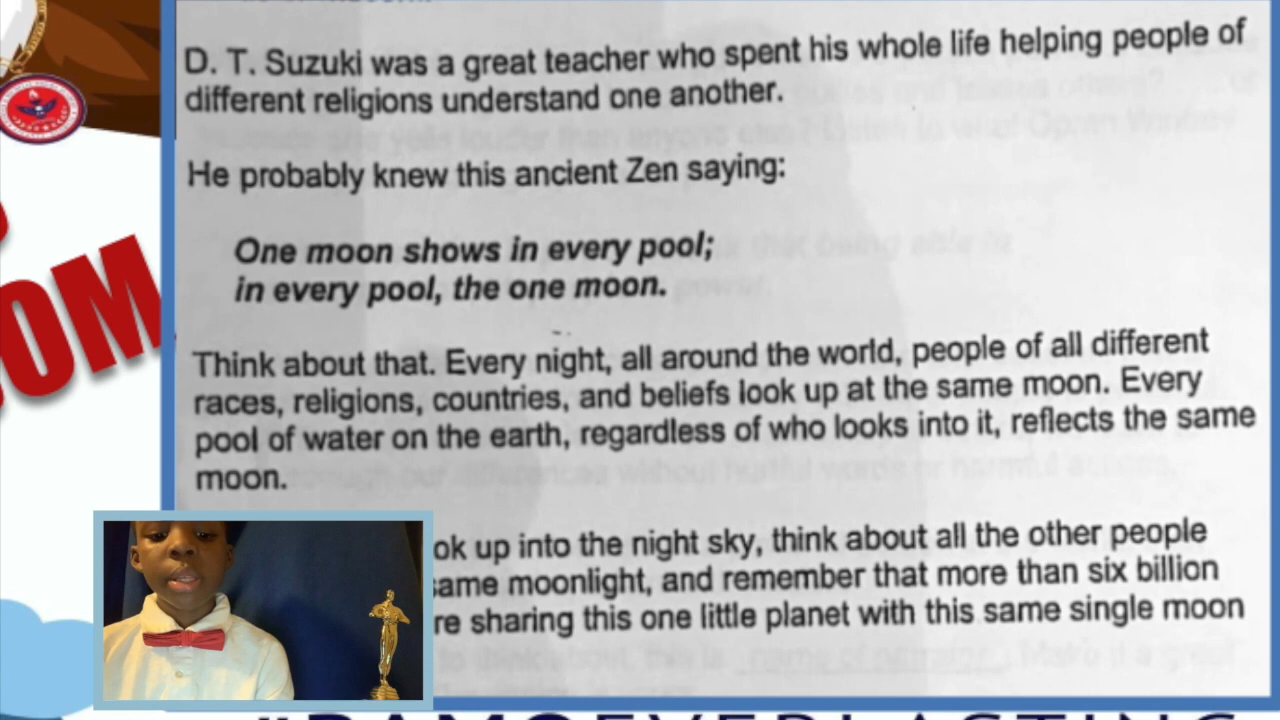 D. T. Suzuki was a great teacher who spent his whole life helping people of
different religions understand one another.
He probably knew this ancient Zen saying:
One moon shows in every pool;
in every pool, the one moon.
Think about that. Every night, all around the world, people of all different
races, religions, countries, and beliefs look up at the same moon. Every
pool of water on the earth, regardless of who looks into it, reflects the same
moon.
ok up into the night sky, think about all the other people
same moonlight, and remember that more than six billion
re sharing this one little planet with this same single moon
OM